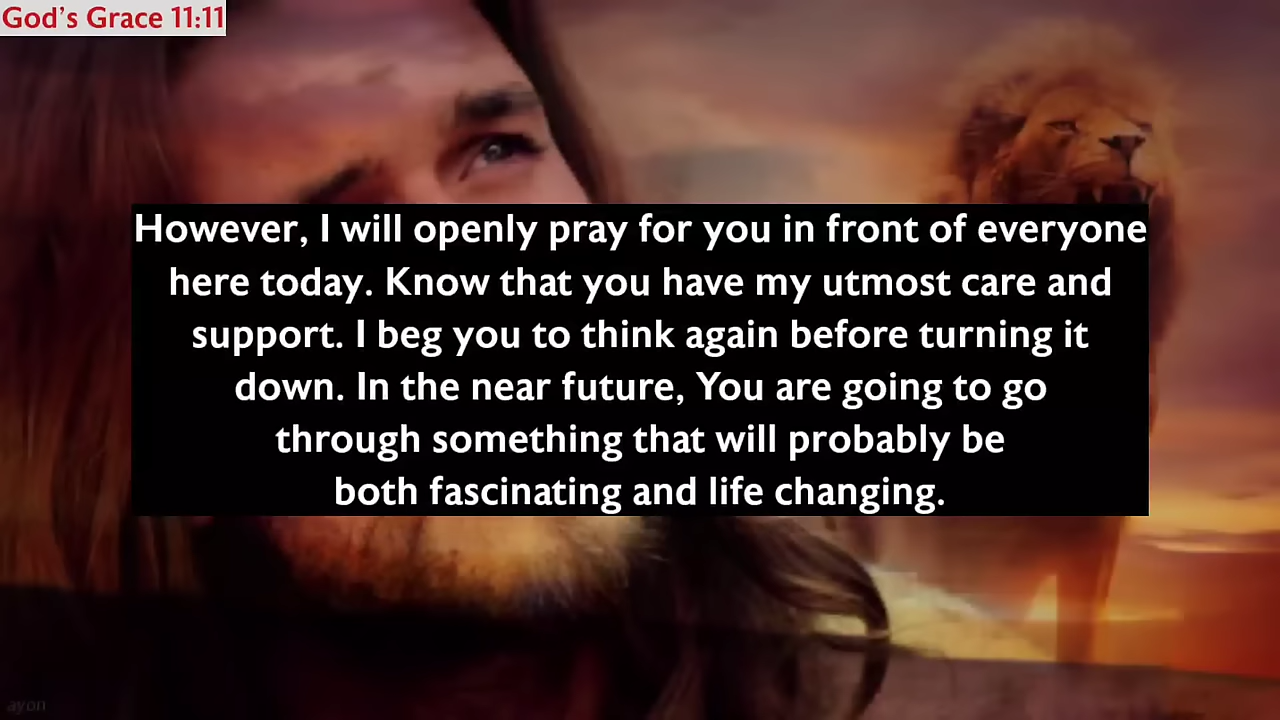 God's Grace 11:11
However, I will openly pray for you in front of everyone
here today. Know that you have my utmost care and
support. I beg you to think again before turning it
down. In the near future, You are going to go
through something that will probably be
both fascinating and life changing.
ayon